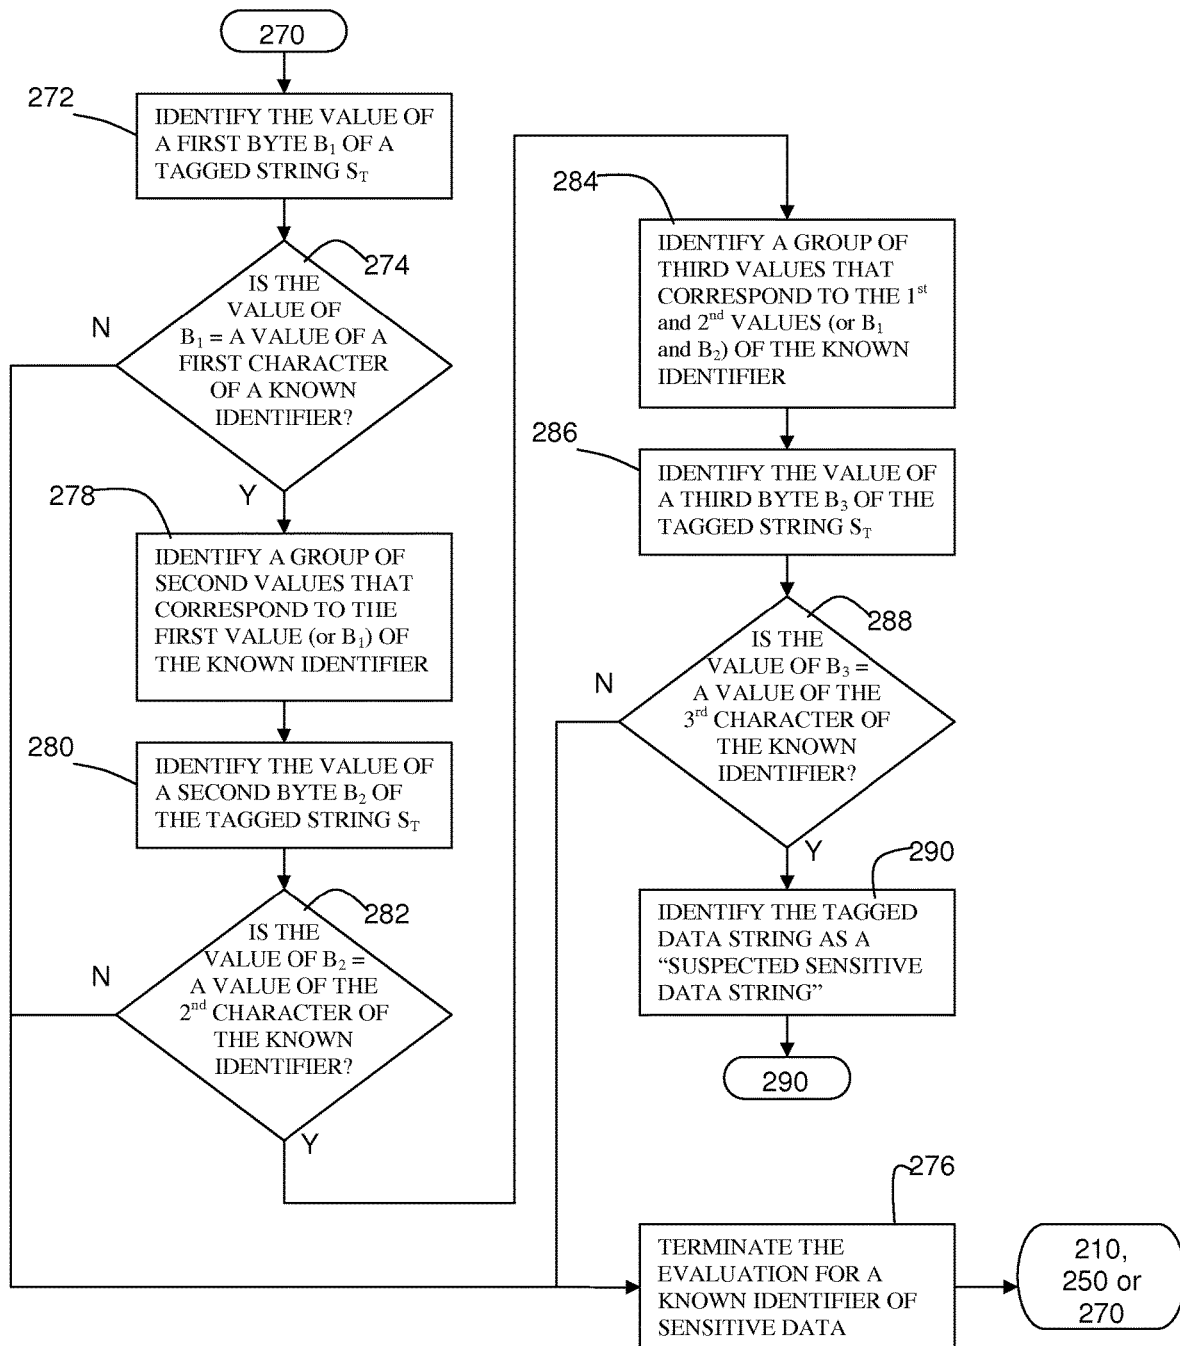 270
272
IDENTIFY THE VALUE OF
A FIRST BYTE B₁ OF A
TAGGED STRING S_T
274
IS THE
VALUE OF
B₁ = A VALUE OF A
FIRST CHARACTER
OF A KNOWN
IDENTIFIER?
N
Y
278
IDENTIFY A GROUP OF
SECOND VALUES THAT
CORRESPOND TO THE
FIRST VALUE (or B₁) OF
THE KNOWN IDENTIFIER
280
IDENTIFY THE VALUE OF
A SECOND BYTE B₂ OF
THE TAGGED STRING S_T
282
IS THE
VALUE OF B₂ =
A VALUE OF THE
2nd CHARACTER OF
THE KNOWN
IDENTIFIER?
N
Y
284
IDENTIFY A GROUP OF
THIRD VALUES THAT
CORRESPOND TO THE 1st
and 2nd VALUES (or B₁
and B₂) OF THE KNOWN
IDENTIFIER
286
IDENTIFY THE VALUE OF
A THIRD BYTE B₃ OF THE
TAGGED STRING S_T
288
IS THE
VALUE OF B₃ =
A VALUE OF THE
3rd CHARACTER OF
THE KNOWN
IDENTIFIER?
N
Y
290
IDENTIFY THE TAGGED
DATA STRING AS A
“SUSPECTED SENSITIVE
DATA STRING”
290
276
TERMINATE THE
EVALUATION FOR A
KNOWN IDENTIFIER OF
SENSITIVE DATA
210,
250 or
270